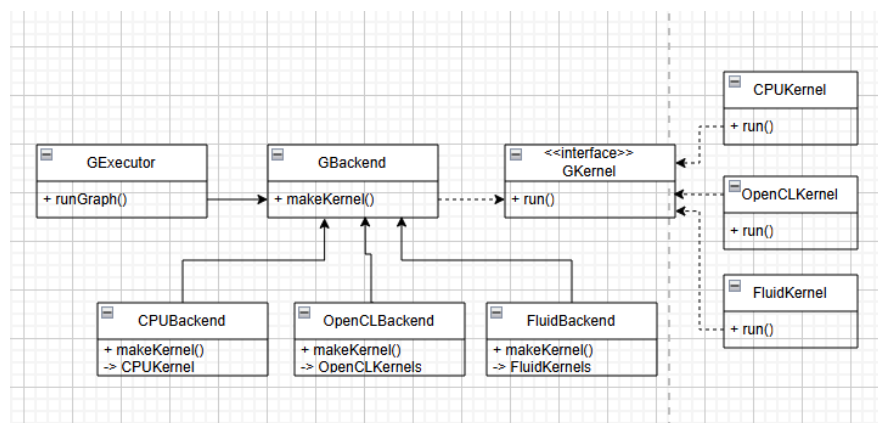 GExecutor
+ runGraph()
GBackend
+ makeKernel()
<<interface>>
GKernel
+ run()
CPUKernel
+ run()
OpenCLKernel
+ run()
FluidKernel
+ run()
CPUBackend
+ makeKernel()
-> CPUKernel
OpenCLBackend
+ makeKernel()
-> OpenCLKernels
FluidBackend
+ makeKernel()
-> FluidKernels